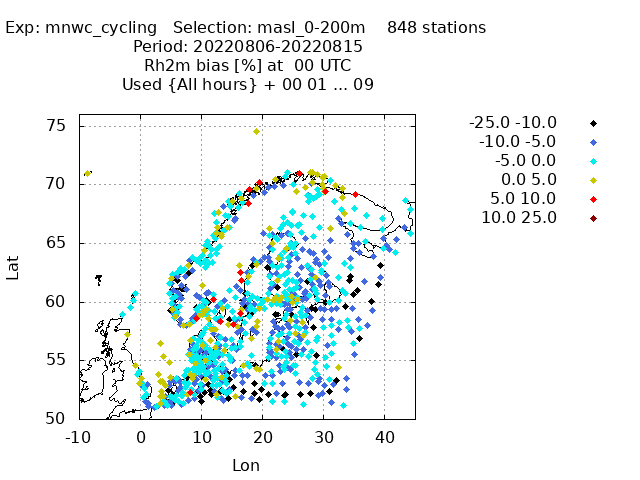 Exp: mnwc_cycling   Selection: masl_0-200m    848 stations
Period: 20220806-20220815
Rh2m bias [%] at  00 UTC
Used {All hours} + 00 01 ... 09
-25.0 -10.0
-10.0 -5.0
-5.0 0.0
0.0 5.0
5.0 10.0
10.0 25.0
75
70
65
60
55
50
Lat
-10 0 10 20 30 40
Lon